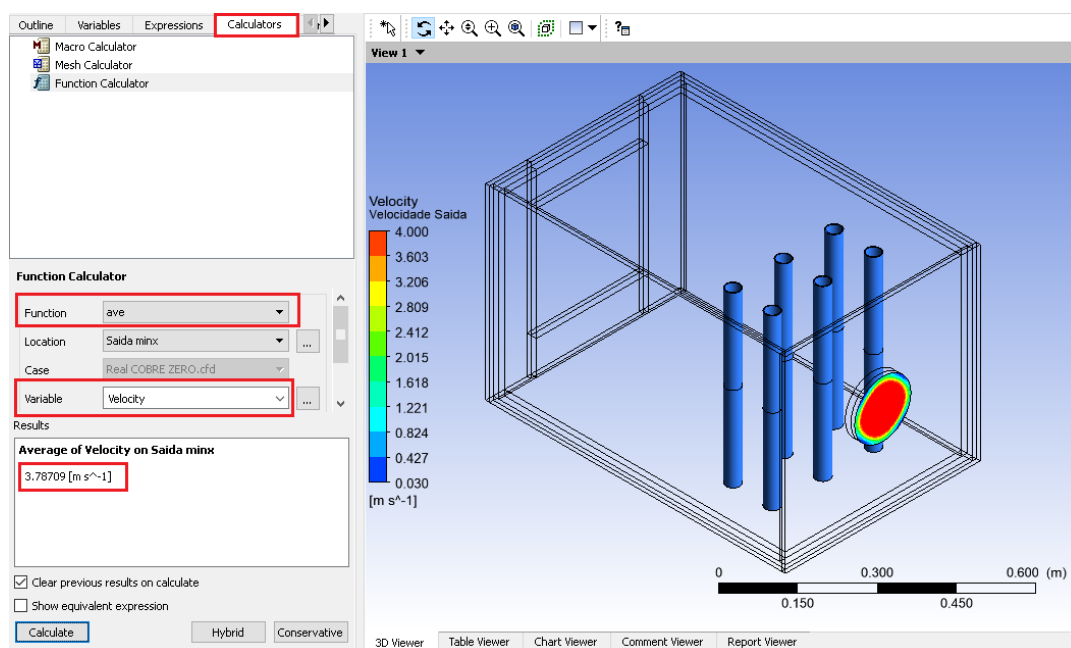 Outline Variables Expressions Calculators
Macro Calculator
Mesh Calculator
Function Calculator
Function Calculator
Function ave
Location Saida minx ...
Case Real COBRE ZERO.cfd
Variable Velocity ...
Results
Average of Velocity on Saida minx
3.78709 [m s^-1]
Clear previous results on calculate
Show equivalent expression
Calculate Hybrid Conservative
View 1
Velocity
Velocidade Saida
4.000
3.603
3.206
2.809
2.412
2.015
1.618
1.221
0.824
0.427
0.030
[m s^-1]
0 0.300 0.600 (m)
0.150 0.450
3D Viewer Table Viewer Chart Viewer Comment Viewer Report Viewer